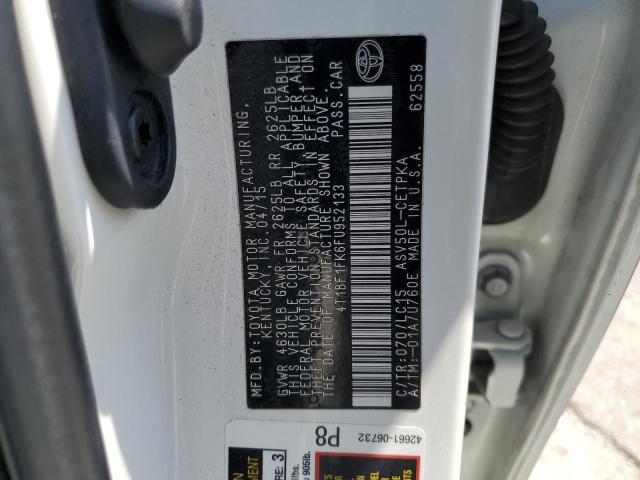 MFD.BY:TOYOTA MOTOR MANUFACTURING,
KENTUCKY, INC. 04/15
GVWR 4630LB GAWR FR 2625LB RR 2625LB
THIS VEHICLE CONFORMS TO ALL APPLICABLE
FEDERAL MOTOR VEHICLE SAFETY, BUMPER, AND
THEFT PREVENTION STANDARDS IN EFFECT ON
THE DATE OF MANUFACTURE SHOWN ABOVE.
4T1BF1FK6FU952133 PASS.CAR
C/TR:070/LC15 ASV50L-CETPKA
A/TM:-01A/U760E MADE IN U.S.A. 62558
42661-06732
P8